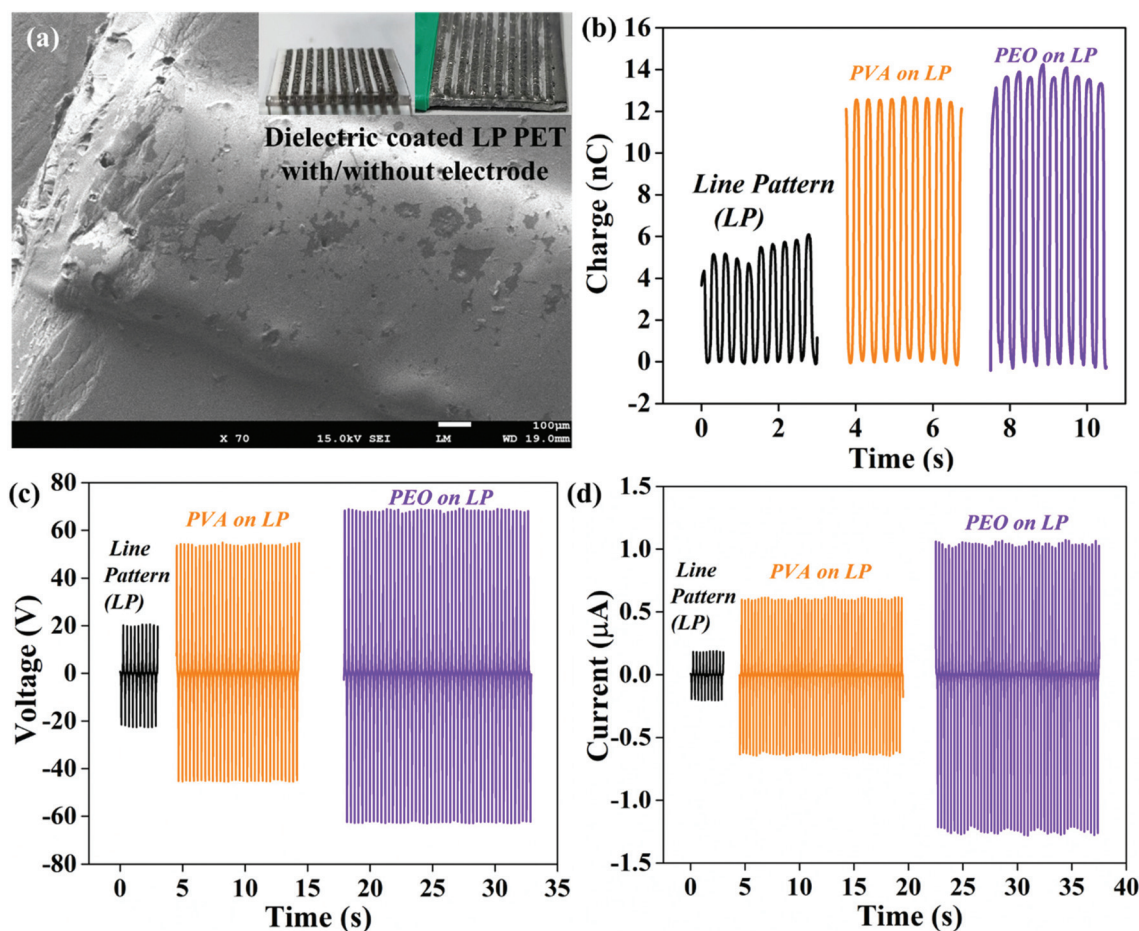 (a)
Dielectric coated LP PET
with/without electrode
100μm
X 70 15.0kV SEI LM WD 19.0mm
(b)
16
14
12
10
8
6
4
2
0
-2
Charge (nC)
Line Pattern
(LP)
PVA on LP
PEO on LP
0 2 4 6 8 10
Time (s)
(c)
80
60
40
20
0
-20
-40
-60
-80
Voltage (V)
Line
Pattern
(LP)
PVA on LP
PEO on LP
0 5 10 15 20 25 30 35
Time (s)
(d)
1.5
1.0
0.5
0.0
-0.5
-1.0
-1.5
Current (μA)
Line
Pattern
(LP)
PVA on LP
PEO on LP
0 5 10 15 20 25 30 35 40
Time (s)